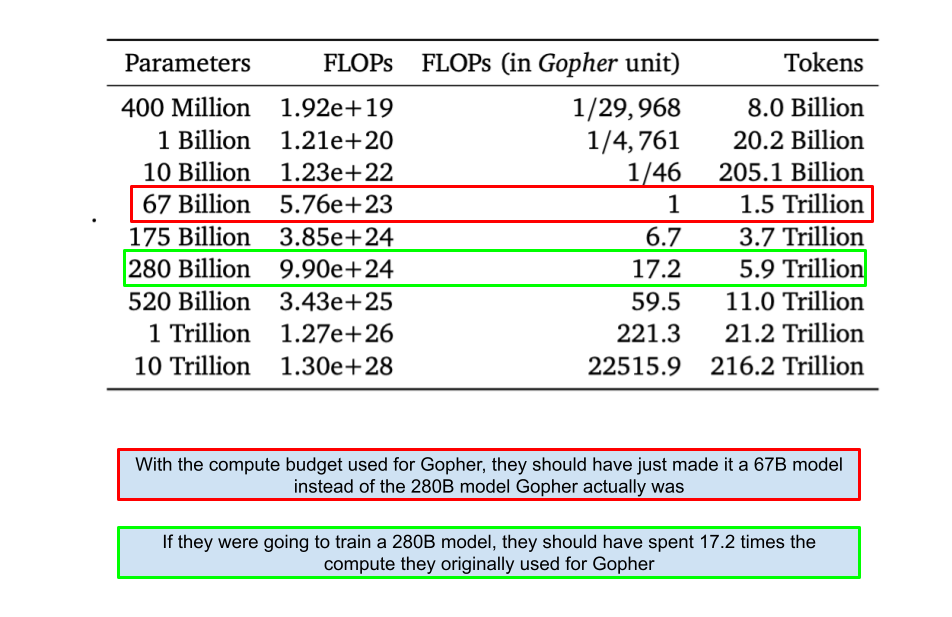 Parameters FLOPs FLOPs (in Gopher unit) Tokens
400 Million 1.92e+19 1/29,968 8.0 Billion
1 Billion 1.21e+20 1/4,761 20.2 Billion
10 Billion 1.23e+22 1/46 205.1 Billion
67 Billion 5.76e+23 1 1.5 Trillion
175 Billion 3.85e+24 6.7 3.7 Trillion
280 Billion 9.90e+24 17.2 5.9 Trillion
520 Billion 3.43e+25 59.5 11.0 Trillion
1 Trillion 1.27e+26 221.3 21.2 Trillion
10 Trillion 1.30e+28 22515.9 216.2 Trillion
With the compute budget used for Gopher, they should have just made it a 67B model
instead of the 280B model Gopher actually was
If they were going to train a 280B model, they should have spent 17.2 times the
compute they originally used for Gopher